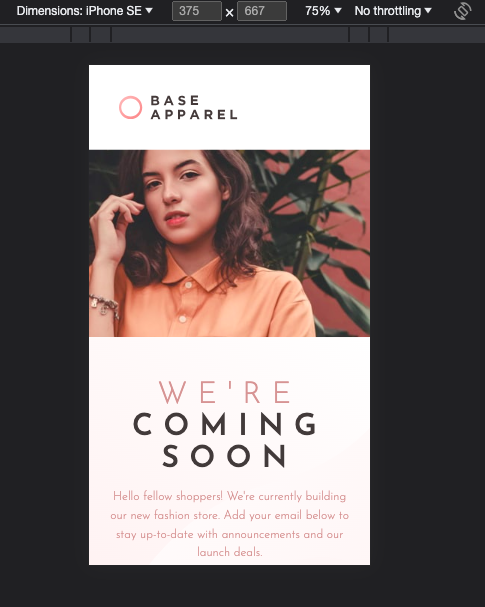 Dimensions: iPhone SE 375 x 667 75% No throttling
BASE
APPAREL
WE'RE
COMING
SOON
Hello fellow shoppers! We're currently building
our new fashion store. Add your email below to
stay up-to-date with announcements and our
launch deals.